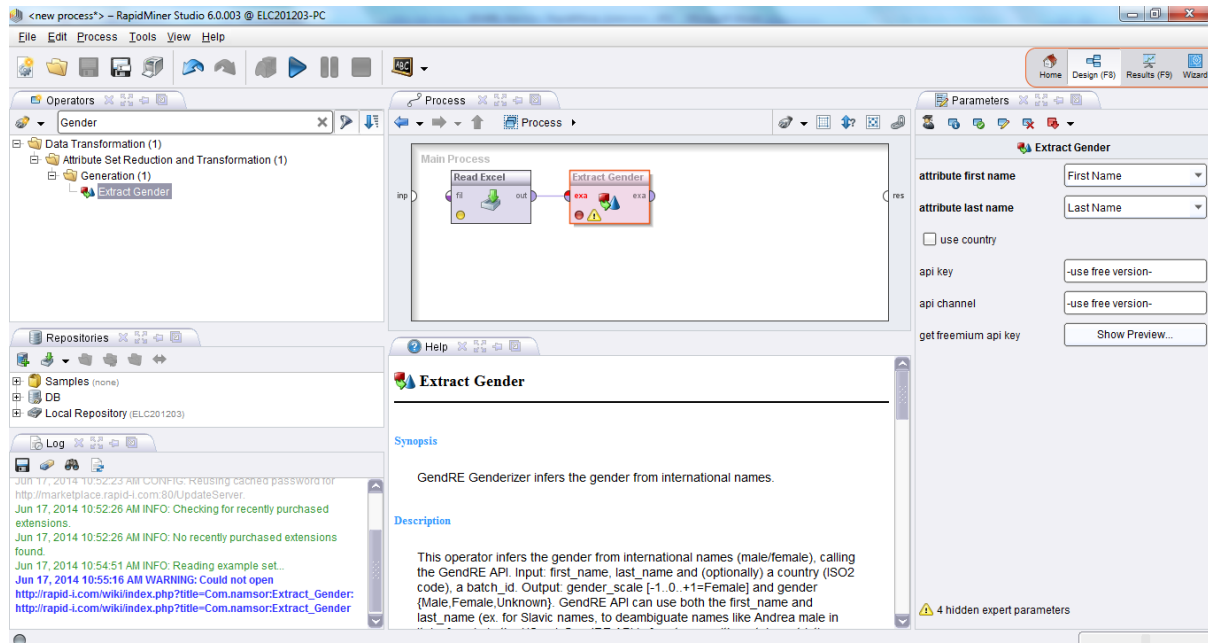 <new process*> – RapidMiner Studio 6.0.003 @ ELC201203-PC
File Edit Process Tools View Help
Home Design (F8) Results (F9) Wizard
Operators
Gender
Data Transformation (1)
Attribute Set Reduction and Transformation (1)
Generation (1)
Extract Gender
Repositories
Samples (none)
DB
Local Repository (ELC201203)
Log
Jun 17, 2014 10:52:23 AM CONFIG: Reusing cached password for
http://marketplace.rapid-i.com:80/UpdateServer.
Jun 17, 2014 10:52:26 AM INFO: Checking for recently purchased
extensions.
Jun 17, 2014 10:52:26 AM INFO: No recently purchased extensions
found.
Jun 17, 2014 10:54:51 AM INFO: Reading example set...
Jun 17, 2014 10:55:16 AM WARNING: Could not open
http://rapid-i.com/wiki/index.php?title=Com.namsor:Extract_Gender:
http://rapid-i.com/wiki/index.php?title=Com.namsor:Extract_Gender
Process
Process
Main Process
Read Excel
Extract Gender
inp
fil
out
exa
exa
res
Help
Extract Gender
Synopsis
GendRE Genderizer infers the gender from international names.
Description
This operator infers the gender from international names (male/female), calling
the GendRE API. Input: first_name, last_name and (optionally) a country (ISO2
code), a batch_id. Output: gender_scale [-1..0..+1=Female] and gender
{Male,Female,Unknown}. GendRE API can use both the first_name and
last_name (ex. for Slavic names, to deambiguate names like Andrea male in
Parameters
Extract Gender
attribute first name
First Name
attribute last name
Last Name
use country
api key
-use free version-
api channel
-use free version-
get freemium api key
Show Preview...
4 hidden expert parameters